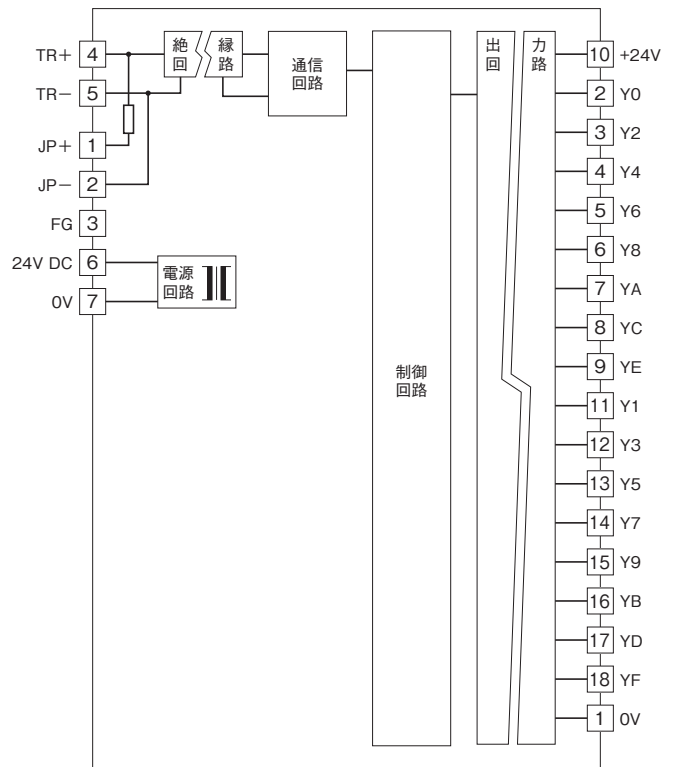 TR+ 4
TR− 5
JP+ 1
JP− 2
FG 3
24V DC 6
0V 7
絶 縁
回 路
通信
回路
電源
回路
制御
回路
出 力
回 路
10 +24V
2 Y0
3 Y2
4 Y4
5 Y6
6 Y8
7 YA
8 YC
9 YE
11 Y1
12 Y3
13 Y5
14 Y7
15 Y9
16 YB
17 YD
18 YF
1 0V